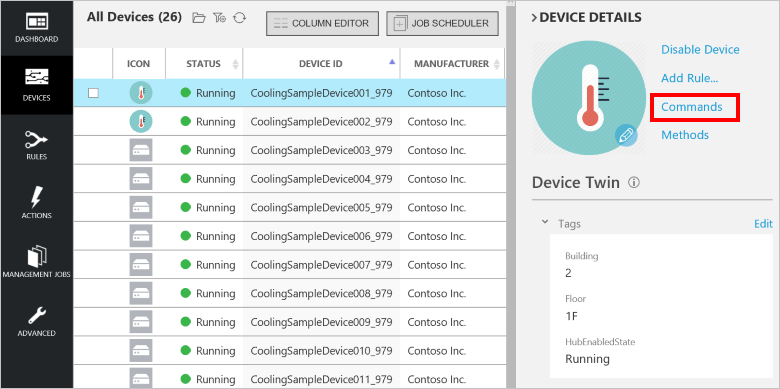 DASHBOARD
DEVICES
RULES
ACTIONS
MANAGEMENT JOBS
ADVANCED
All Devices (26)
COLUMN EDITOR
JOB SCHEDULER
ICON STATUS DEVICE ID MANUFACTURER
Running CoolingSampleDevice001_979 Contoso Inc.
Running CoolingSampleDevice002_979 Contoso Inc.
Running CoolingSampleDevice003_979 Contoso Inc.
Running CoolingSampleDevice004_979 Contoso Inc.
Running CoolingSampleDevice005_979 Contoso Inc.
Running CoolingSampleDevice006_979 Contoso Inc.
Running CoolingSampleDevice007_979 Contoso Inc.
Running CoolingSampleDevice008_979 Contoso Inc.
Running CoolingSampleDevice009_979 Contoso Inc.
Running CoolingSampleDevice010_979 Contoso Inc.
Running CoolingSampleDevice011_979 Contoso Inc.
DEVICE DETAILS
Disable Device
Add Rule...
Commands
Methods
Device Twin
Tags Edit
Building
2
Floor
1F
HubEnabledState
Running